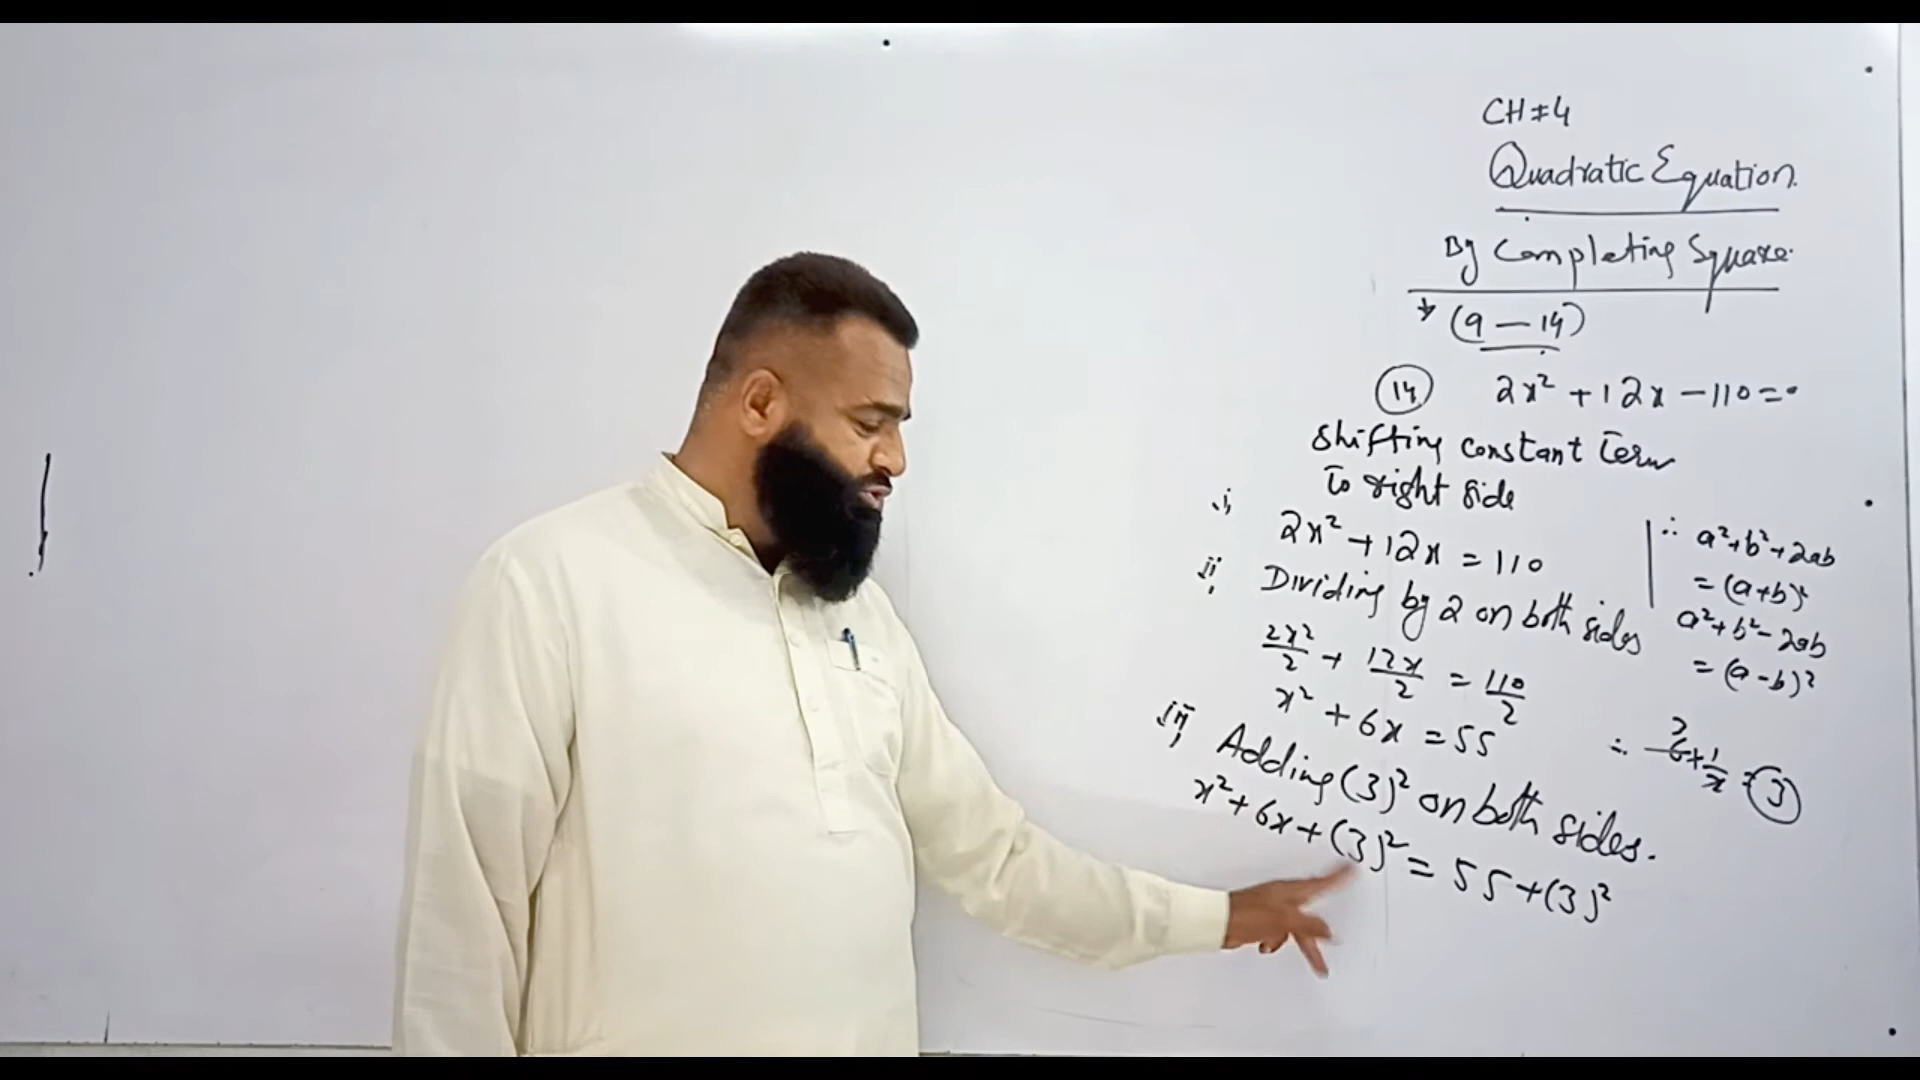 CH # 4
Quadratic Equation.
By Completing Square.
* (9 — 14)
14 2x² + 12x - 110 = 0
Shifting constant Term
To right side
i, 2x² + 12x = 110
ii, Dividing by 2 on both sides
2x²/2 + 12x/2 = 110/2
x² + 6x = 55
iii, Adding (3)² on both sides.
x² + 6x + (3)² = 55 + (3)²
∴ a² + b² + 2ab
= (a+b)²
a² + b² - 2ab
= (a-b)²